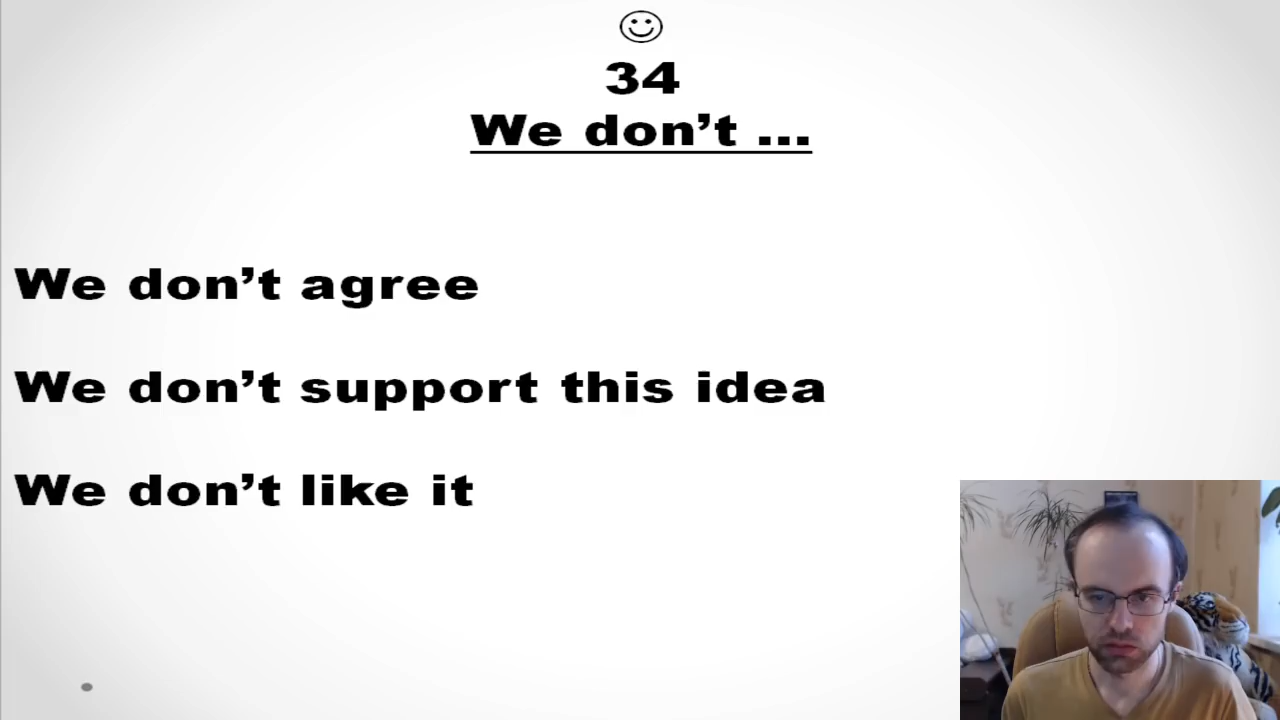 34
We don’t ...
We don’t agree
We don’t support this idea
We don’t like it